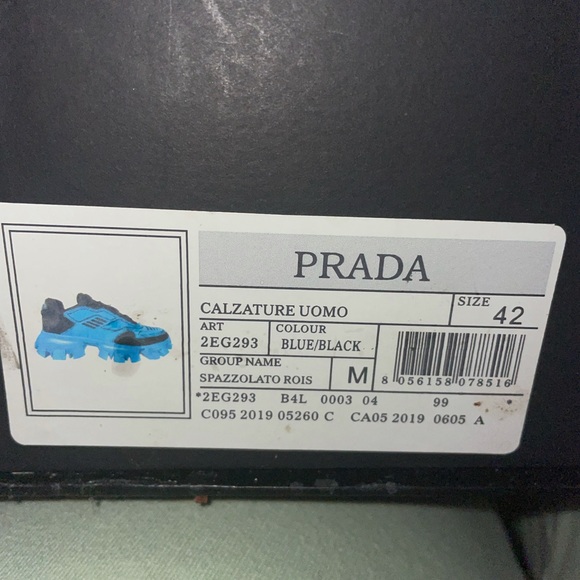 PRADA
CALZATURE UOMO
SIZE
42
ART
2EG293
COLOUR
BLUE/BLACK
GROUP NAME
SPAZZOLATO ROIS
M
8 056158 078516
*2EG293 B4L 0003 04 99
C095 2019 05260 C CA05 2019 0605 A